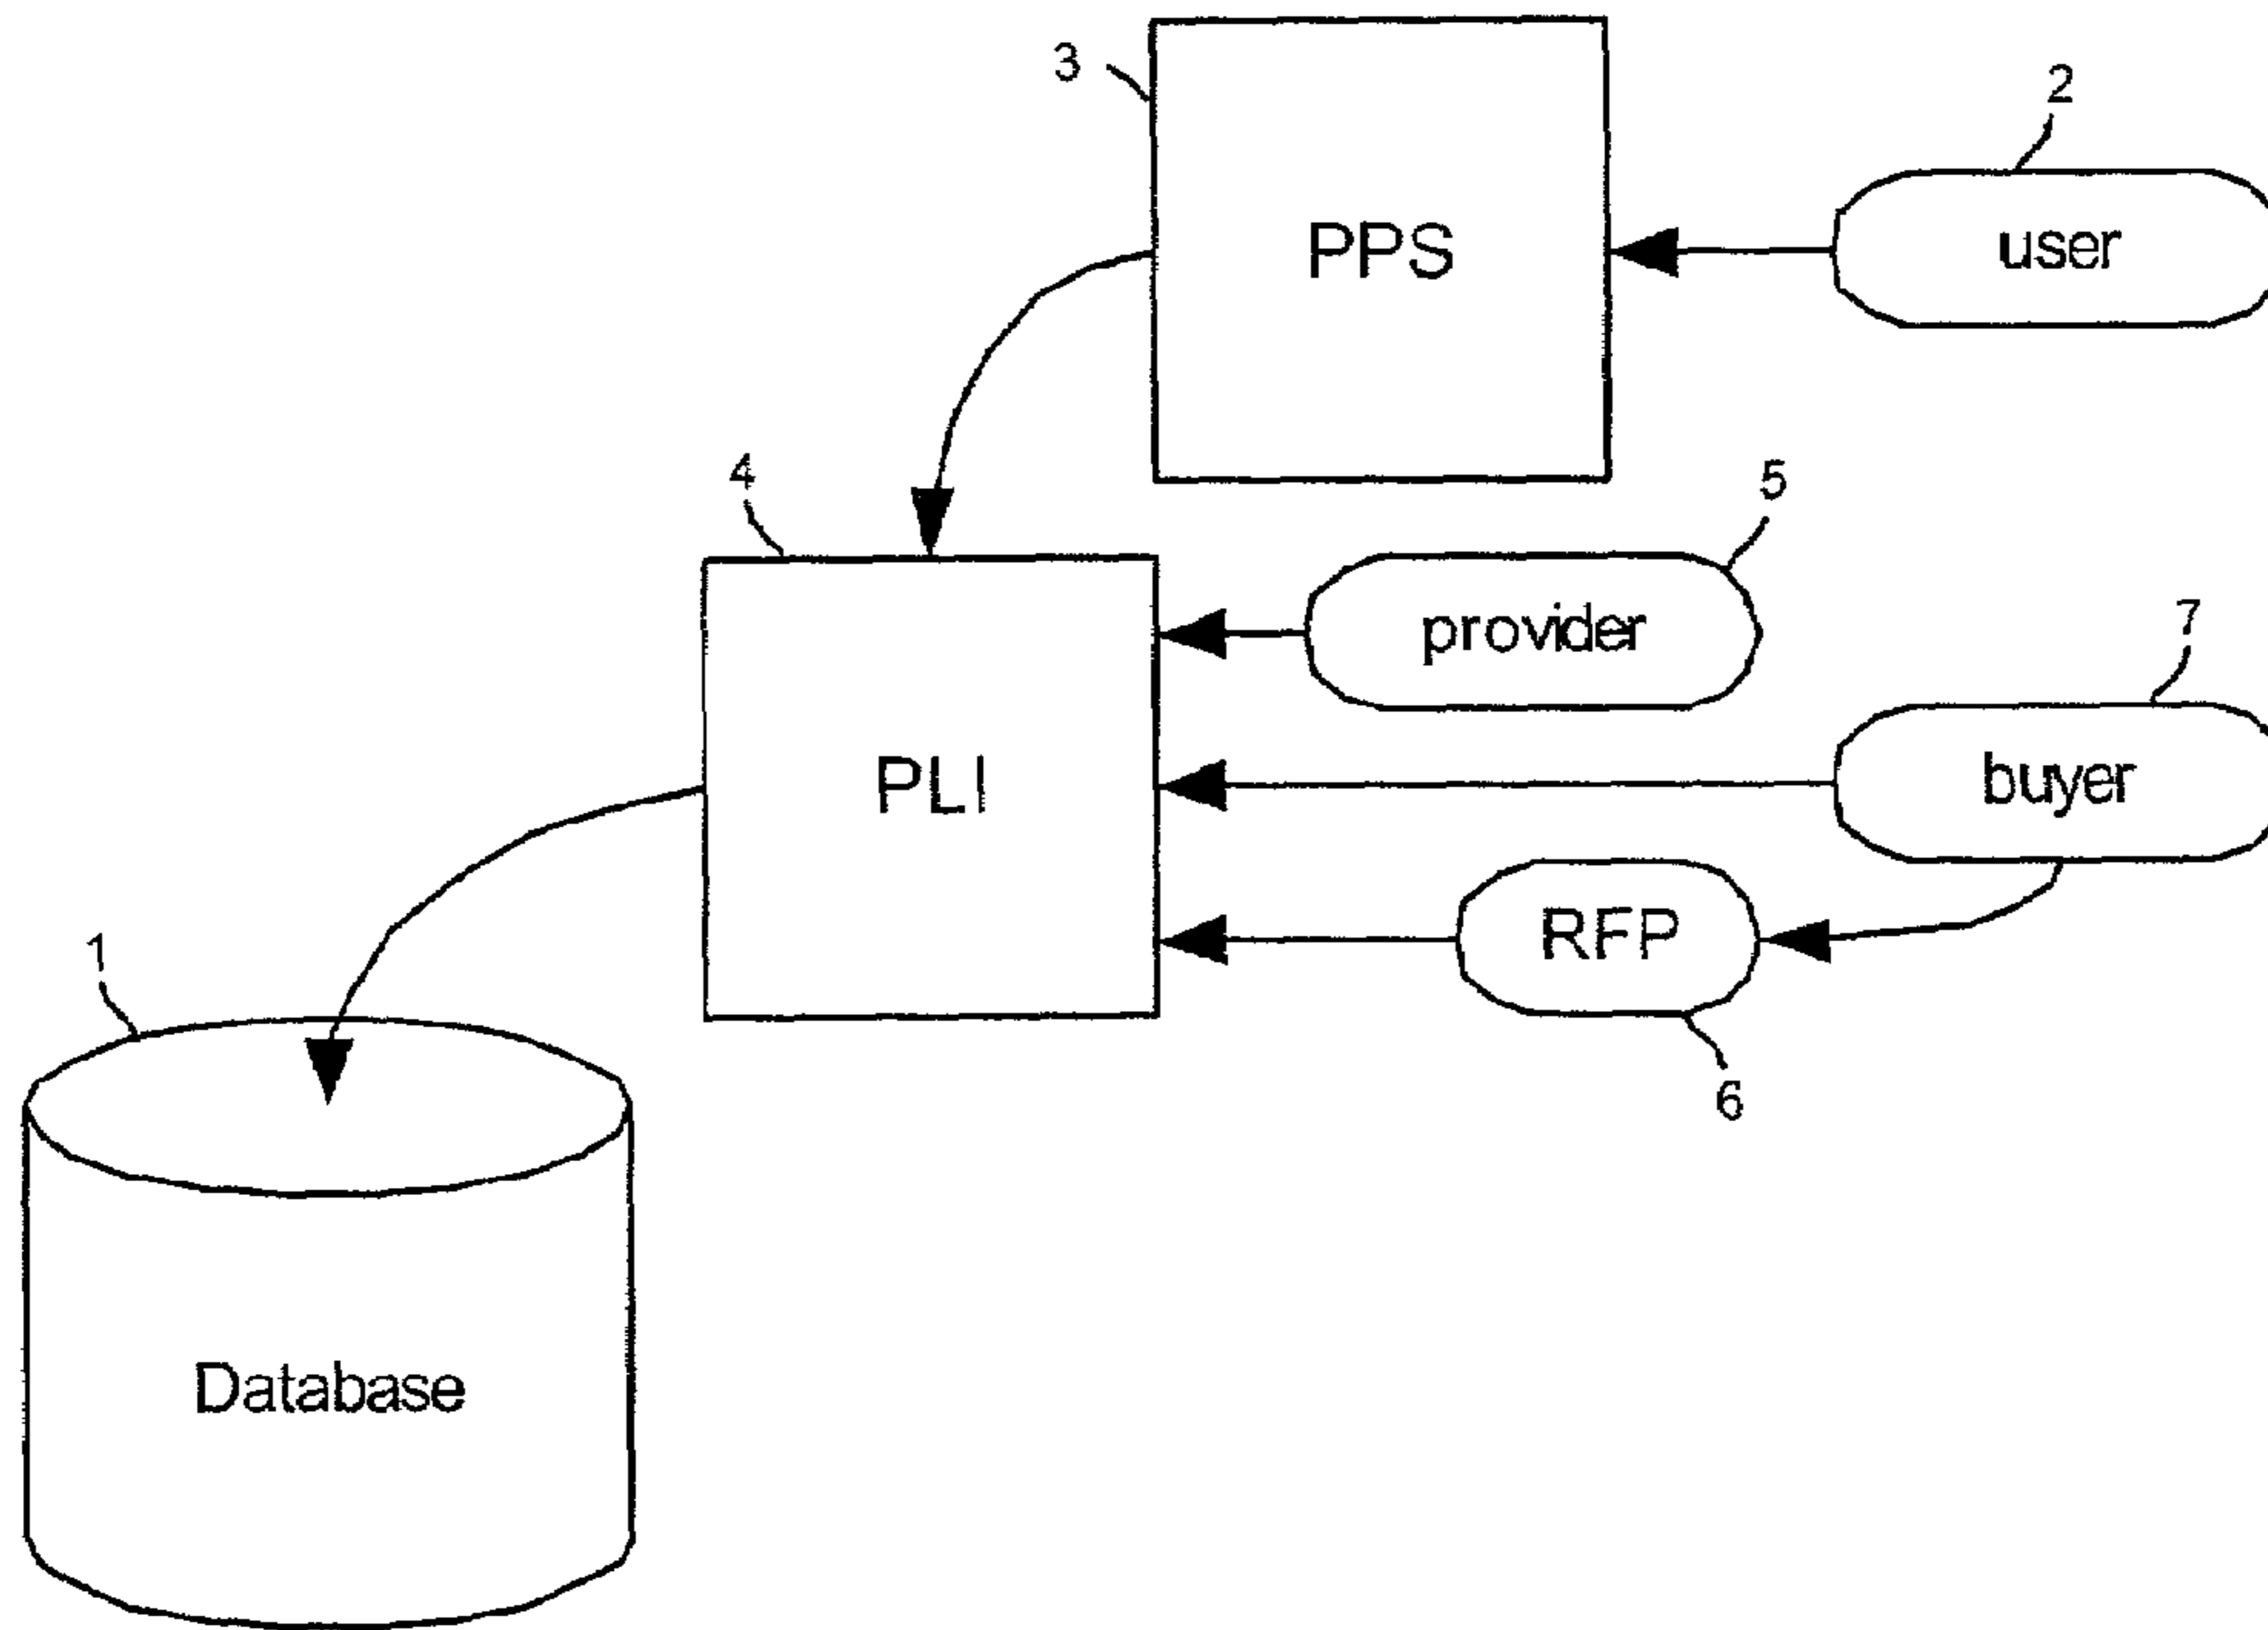 3
2
PPS
user
4
5
provider
7
PLI
buyer
RFP
1
6
Database